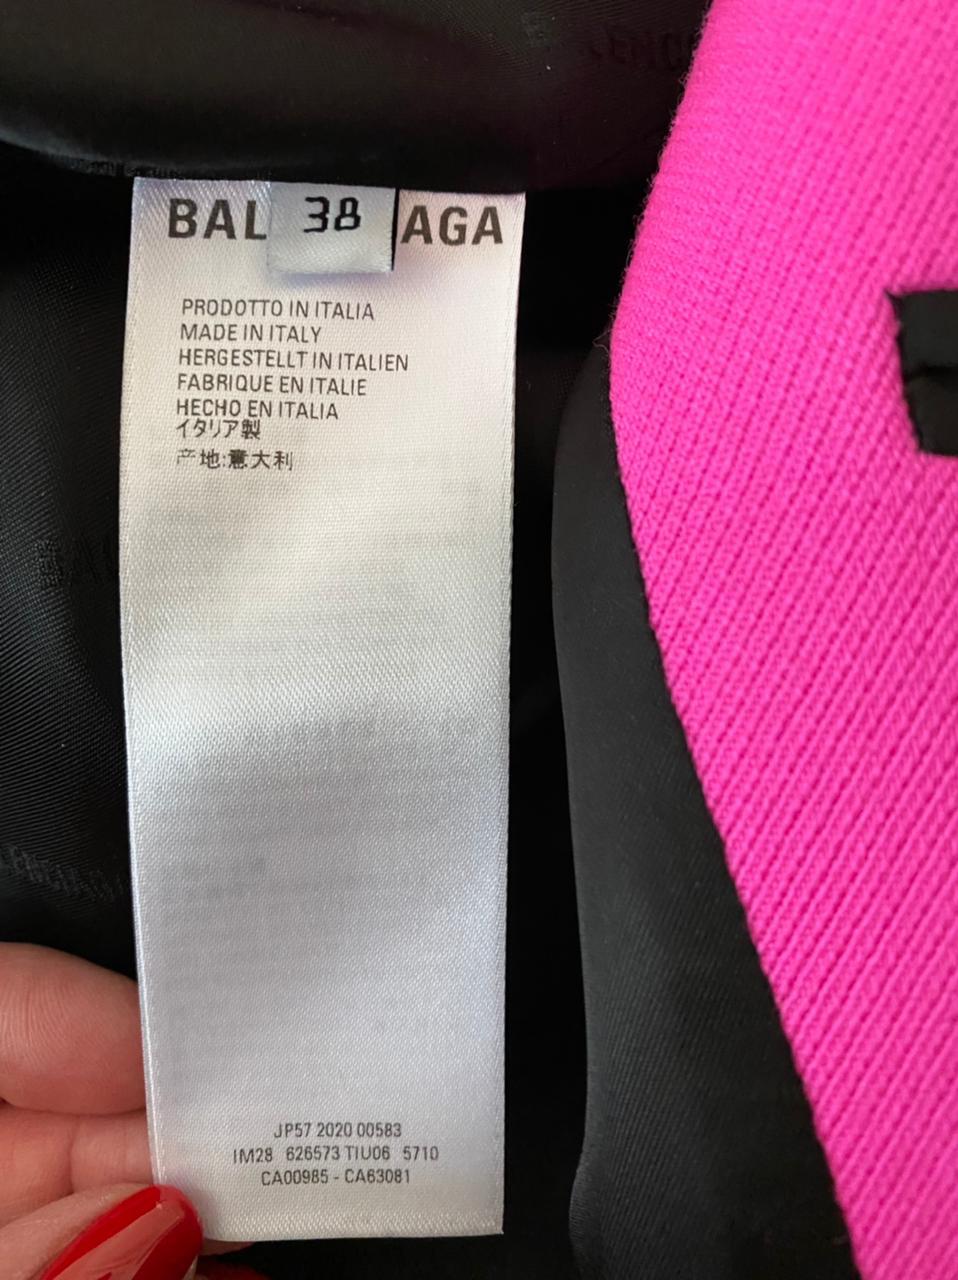 BAL 38 AGA
PRODOTTO IN ITALIA
MADE IN ITALY
HERGESTELLT IN ITALIEN
FABRIQUE EN ITALIE
HECHO EN ITALIA
イタリア製
产地:意大利
JP57 2020 00583
IM28 626573 TIU06 5710
CA00985 - CA63081